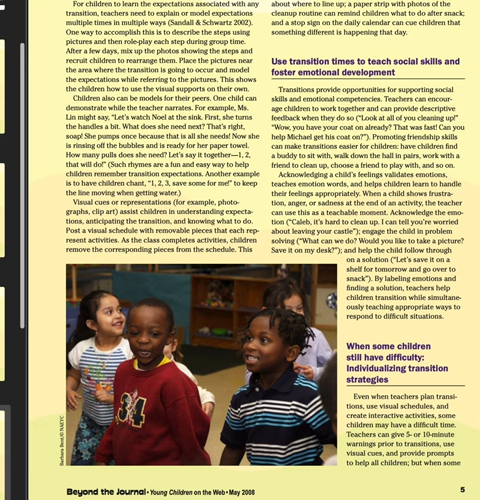 For children to learn the expectations associated with any
transition, teachers need to explain or model expectations
multiple times in multiple ways (Sandall & Schwartz 2002).
One way to accomplish this is to describe the steps using
pictures and then role-play each step during group time.
After a few days, mix up the photos showing the steps and
recruit children to rearrange them. Place the pictures near
the area where the transition is going to occur and model
the expectations while referring to the pictures. This shows
the children how to use the visual supports on their own.
Children also can be models for their peers. One child can
demonstrate while the teacher narrates. For example, Ms.
Lin might say, “Let’s watch Noel at the sink. First, she turns
the handles a bit. What does she need next? That’s right,
soap! She pumps once because that is all she needs! Now she
is rinsing off the bubbles and is ready for her paper towel.
How many pulls does she need? Let’s say it together—1, 2,
that will do!” (Such rhymes are a fun and easy way to help
children remember transition expectations. Another example
is to have children chant, “1, 2, 3, save some for me!” to keep
the line moving when getting water.)
Visual cues or representations (for example, photo-
graphs, clip art) assist children in understanding expecta-
tions, anticipating the transition, and knowing what to do.
Post a visual schedule with removable pieces that each rep-
resent activities. As the class completes activities, children
remove the corresponding pieces from the schedule. This
about where to line up; a paper strip with photos of the
cleanup routine can remind children what to do after snack;
and a stop sign on the daily calendar can cue children that
something different is happening that day.
Use transition times to teach social skills and
foster emotional development
Transitions provide opportunities for supporting social
skills and emotional competencies. Teachers can encour-
age children to work together and can provide descriptive
feedback when they do so (“Look at all of you cleaning up!”
“Wow, you have your coat on already? That was fast! Can you
help Michael get his coat on?”). Promoting friendship skills
can make transitions easier for children: have children find
a buddy to sit with, walk down the hall in pairs, work with a
friend to clean up, choose a friend to play with, and so on.
Acknowledging a child’s feelings validates emotions,
teaches emotion words, and helps children learn to handle
their feelings appropriately. When a child shows frustra-
tion, anger, or sadness at the end of an activity, the teacher
can use this as a teachable moment. Acknowledge the emo-
tion (“Caleb, it’s hard to clean up. I can tell you’re worried
about leaving your castle”); engage the child in problem
solving (“What can we do? Would you like to take a picture?
Save it on my desk?”); and help the child follow through
on a solution (“Let’s save it on a
shelf for tomorrow and go over to
snack”). By labeling emotions and
finding a solution, teachers help
children transition while simultane-
ously teaching appropriate ways to
respond to difficult situations.
When some children
still have difficulty:
Individualizing transition
strategies
Even when teachers plan transi-
tions, use visual schedules, and
create interactive activities, some
children may have a difficult time.
Teachers can give 5- or 10-minute
warnings prior to transitions, use
visual cues, and provide prompts
to help all children; but when some
34
Barbara Bent/© NAEYC
Beyond the Journal • Young Children on the Web • May 2008
5